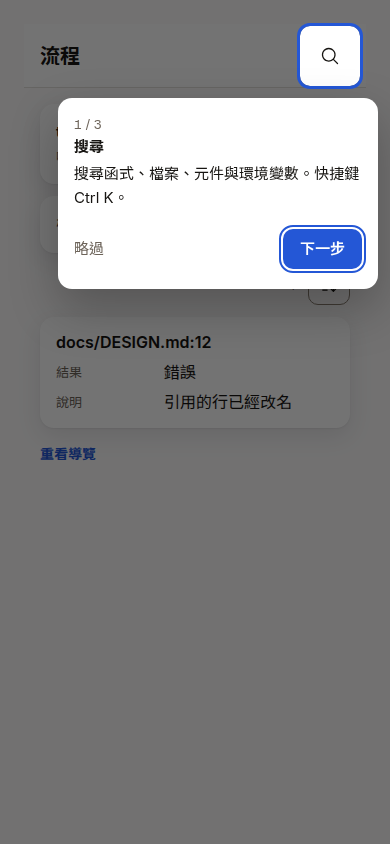 流程
1 / 3
搜尋
搜尋函式、檔案、元件與環境變數。快捷鍵
Ctrl K。
略過
下一步
docs/DESIGN.md:12
結果
錯誤
說明
引用的行已經改名
重看導覽